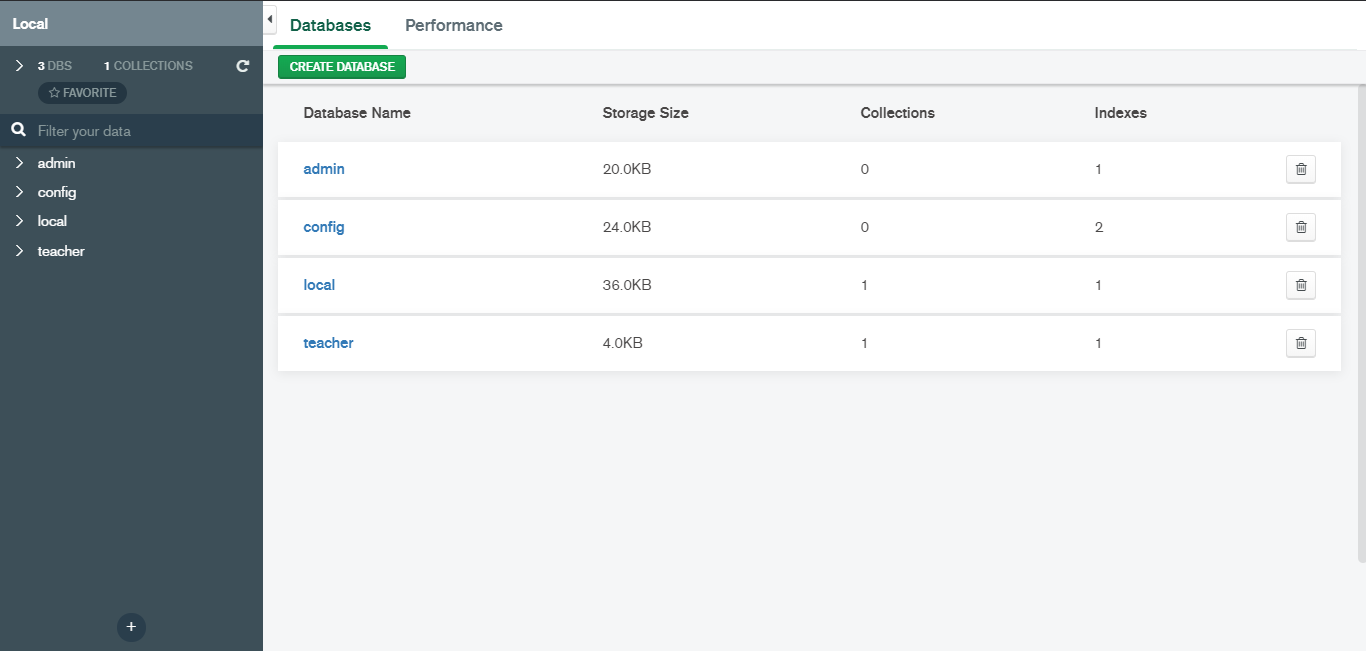 Local
3 DBS 1 COLLECTIONS
FAVORITE
Filter your data
admin
config
local
teacher
+
Databases Performance
CREATE DATABASE
Database Name Storage Size Collections Indexes
admin 20.0KB 0 1
config 24.0KB 0 2
local 36.0KB 1 1
teacher 4.0KB 1 1